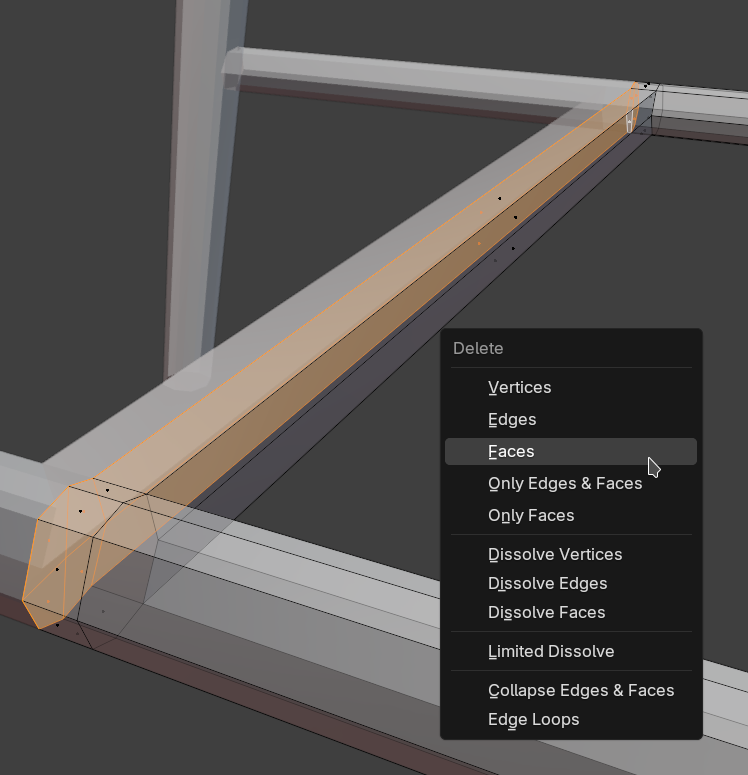 Delete
Vertices
Edges
Faces
Only Edges & Faces
Only Faces
Dissolve Vertices
Dissolve Edges
Dissolve Faces
Limited Dissolve
Collapse Edges & Faces
Edge Loops